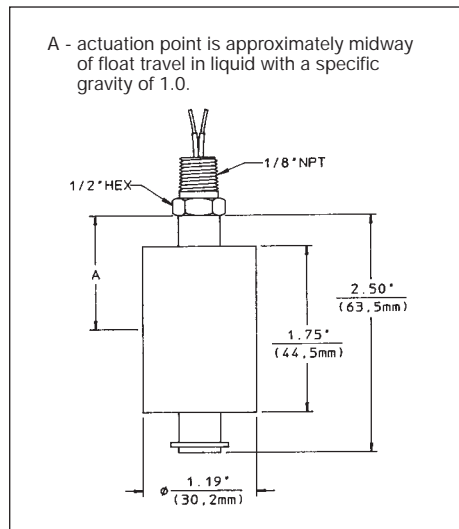 A - actuation point is approximately midway
of float travel in liquid with a specific
gravity of 1.0.
1/8"NPT
1/2"HEX
A
2.50"
(63,5mm)
1.75"
(44,5mm)
ø 1.19"
(30,2mm)